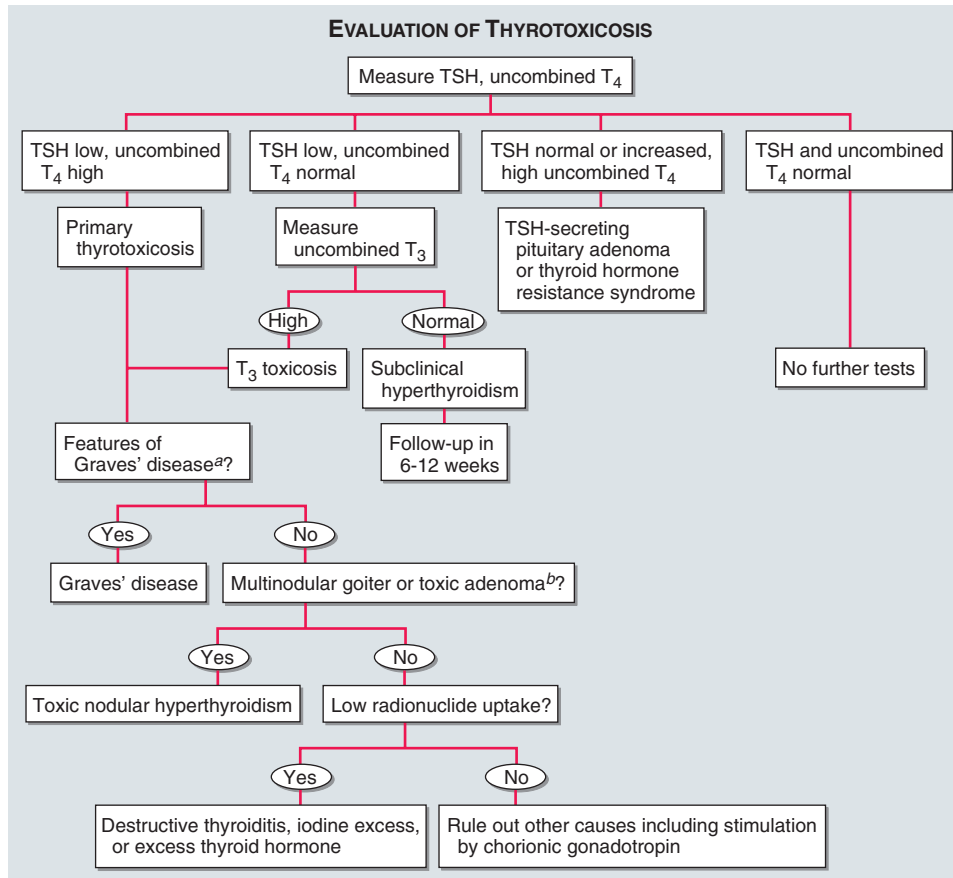 EVALUATION OF THYROTOXICOSIS
Measure TSH, uncombined T4
TSH low, uncombined
T4 high
TSH low, uncombined
T4 normal
TSH normal or increased,
high uncombined T4
TSH and uncombined
T4 normal
Primary
thyrotoxicosis
Measure
uncombined T3
TSH-secreting
pituitary adenoma
or thyroid hormone
resistance syndrome
High
Normal
T3 toxicosis
Subclinical
hyperthyroidism
No further tests
Features of
Graves' diseasea?
Follow-up in
6-12 weeks
Yes
No
Graves' disease
Multinodular goiter or toxic adenomab?
Yes
No
Toxic nodular hyperthyroidism
Low radionuclide uptake?
Yes
No
Destructive thyroiditis, iodine excess,
or excess thyroid hormone
Rule out other causes including stimulation
by chorionic gonadotropin